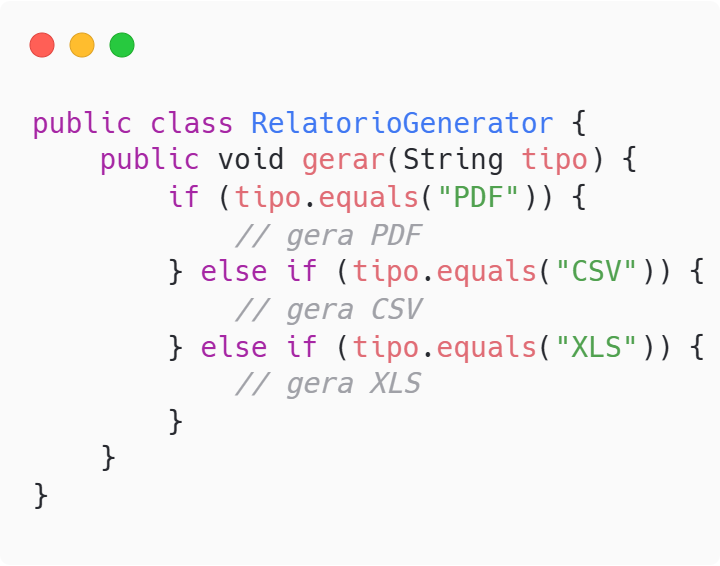 public class RelatorioGenerator {
    public void gerar(String tipo) {
        if (tipo.equals("PDF")) {
            // gera PDF
        } else if (tipo.equals("CSV")) {
            // gera CSV
        } else if (tipo.equals("XLS")) {
            // gera XLS
        }
    }
}